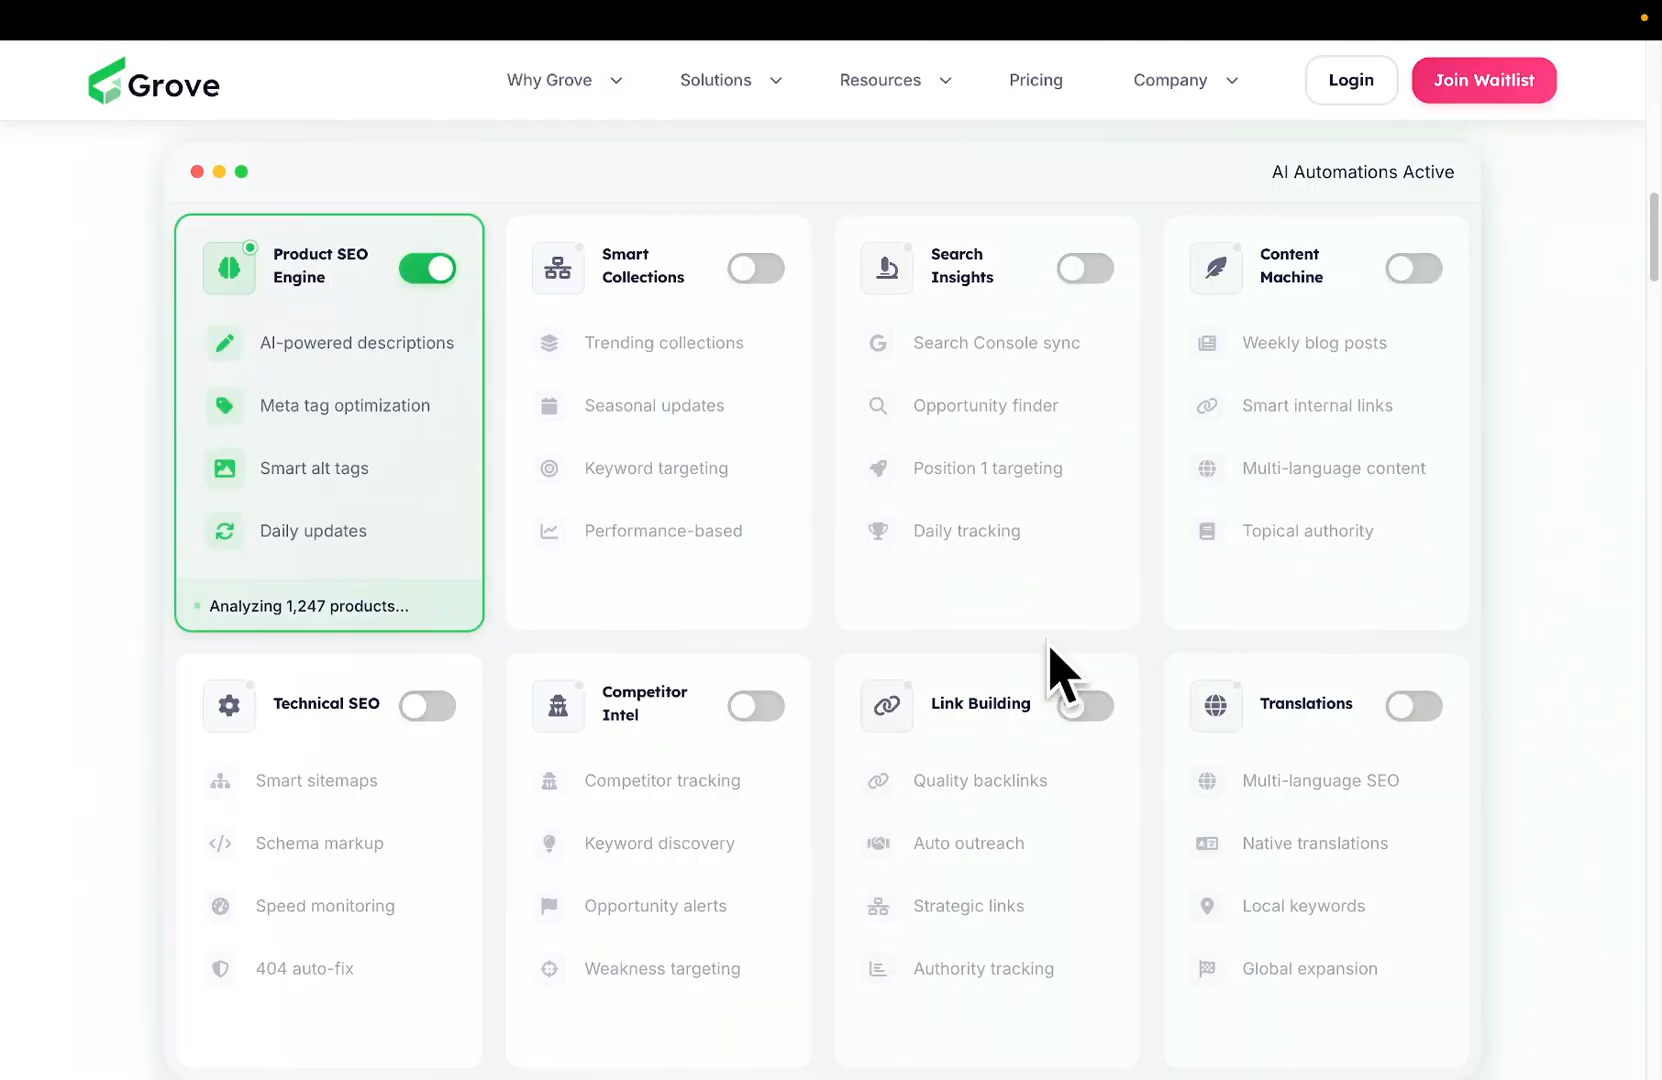 Grove
Why Grove
Solutions
Resources
Pricing
Company
Login
Join Waitlist
AI Automations Active
Product SEO
Engine
AI-powered descriptions
Meta tag optimization
Smart alt tags
Daily updates
Analyzing 1,247 products...
Smart
Collections
Trending collections
Seasonal updates
Keyword targeting
Performance-based
Search
Insights
Search Console sync
Opportunity finder
Position 1 targeting
Daily tracking
Content
Machine
Weekly blog posts
Smart internal links
Multi-language content
Topical authority
Technical SEO
Smart sitemaps
Schema markup
Speed monitoring
404 auto-fix
Competitor
Intel
Competitor tracking
Keyword discovery
Opportunity alerts
Weakness targeting
Link Building
Quality backlinks
Auto outreach
Strategic links
Authority tracking
Translations
Multi-language SEO
Native translations
Local keywords
Global expansion